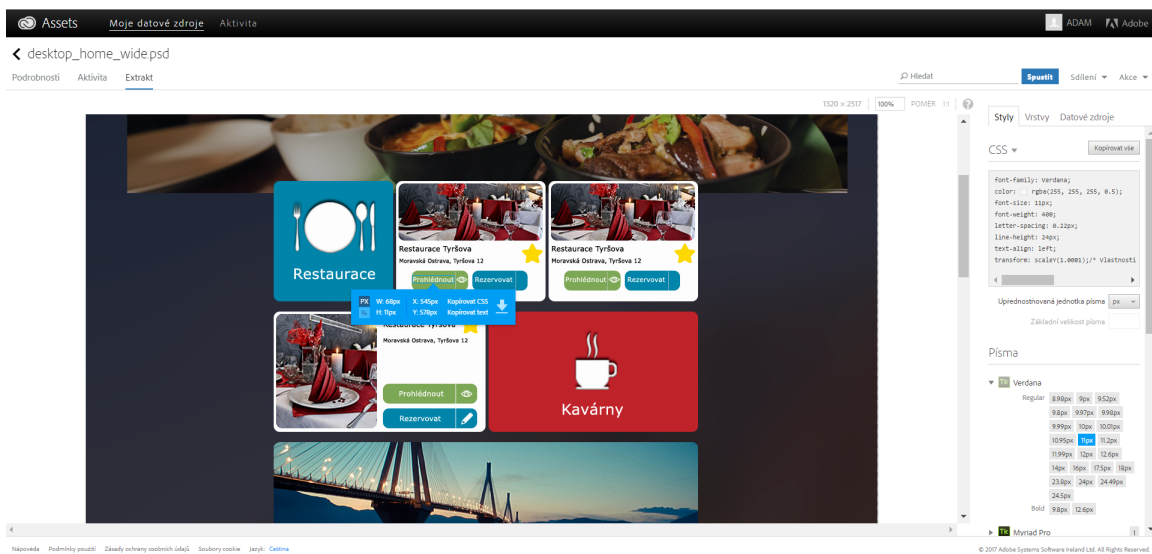 Assets Moje datové zdroje Aktivita ADAM Adobe
desktop_home_wide.psd
Podrobnosti Aktivita Extrakt Hledat Spustit Sdílení Akce
1320 x 2517 100% POMĚR 1:1 ?
Styly Vrstvy Datové zdroje
CSS Kopírovat vše
font-family: Verdana;
color: rgba(255, 255, 255, 0.5);
font-size: 11px;
font-weight: 400;
letter-spacing: 0.22px;
line-height: 24px;
text-align: left;
transform: scaleY(1.0001);/* Vlastnosti
Upřednostňovaná jednotka písma px
Základní velikost písma
Písma
Tk Verdana
Regular 8.98px 9px 9.52px
9.8px 9.97px 9.98px
9.99px 10px 10.01px
10.95px 11px 11.2px
11.99px 12px 12.6px
14px 16px 17.5px 18px
23.8px 24px 24.49px
24.5px
Bold 9.8px 12.6px
Tk Myriad Pro 1
Restaurace
Restaurace Tyršova
Moravská Ostrava, Tyršova 12
Prohlédnout Rezervovat
Restaurace Tyršova
Moravská Ostrava, Tyršova 12
Prohlédnout Rezervovat
PX W: 68px X: 545px Kopírovat CSS
% H: 11px Y: 578px Kopírovat text
Restaurace Tyršova
Moravská Ostrava, Tyršova 12
Prohlédnout
Rezervovat
Kavárny
Nápověda Podmínky použití Zásady ochrany osobních údajů Soubory cookie Jazyk: Čeština
© 2017 Adobe Systems Software Ireland Ltd. All Rights Reserved.